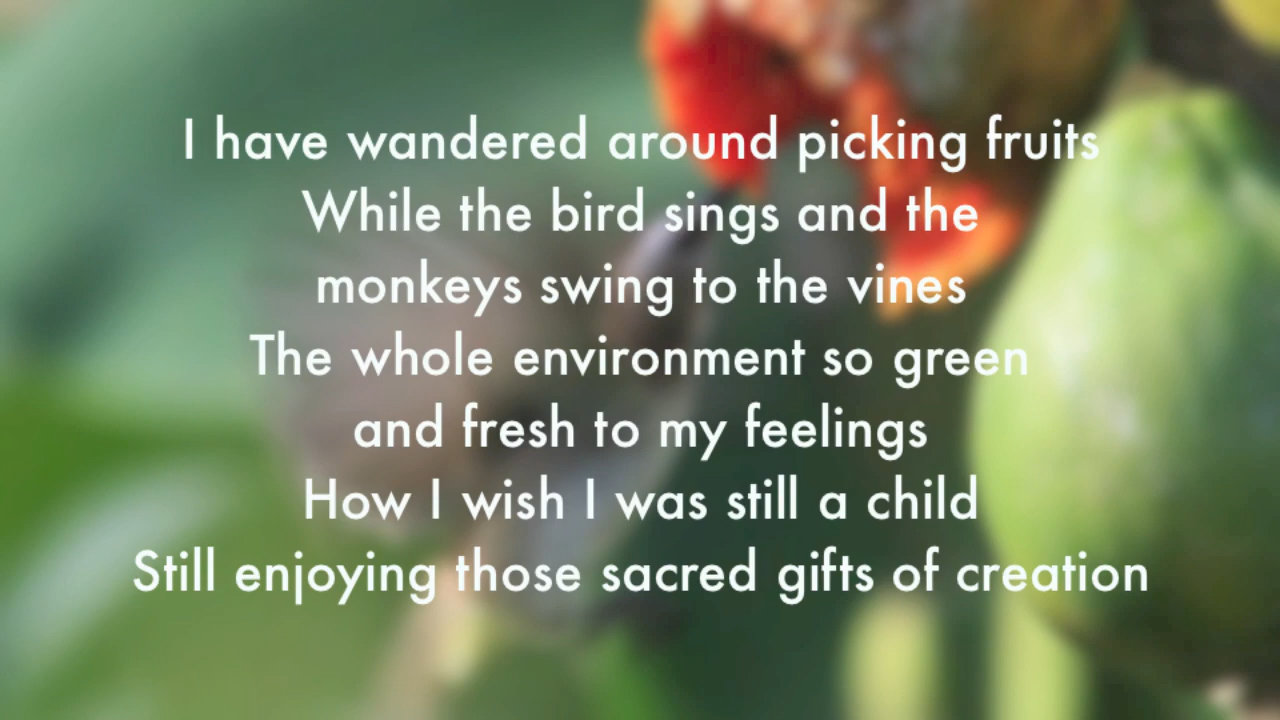 I have wandered around picking fruits
While the bird sings and the
monkeys swing to the vines
The whole environment so green
and fresh to my feelings
How I wish I was still a child
Still enjoying those sacred gifts of creation